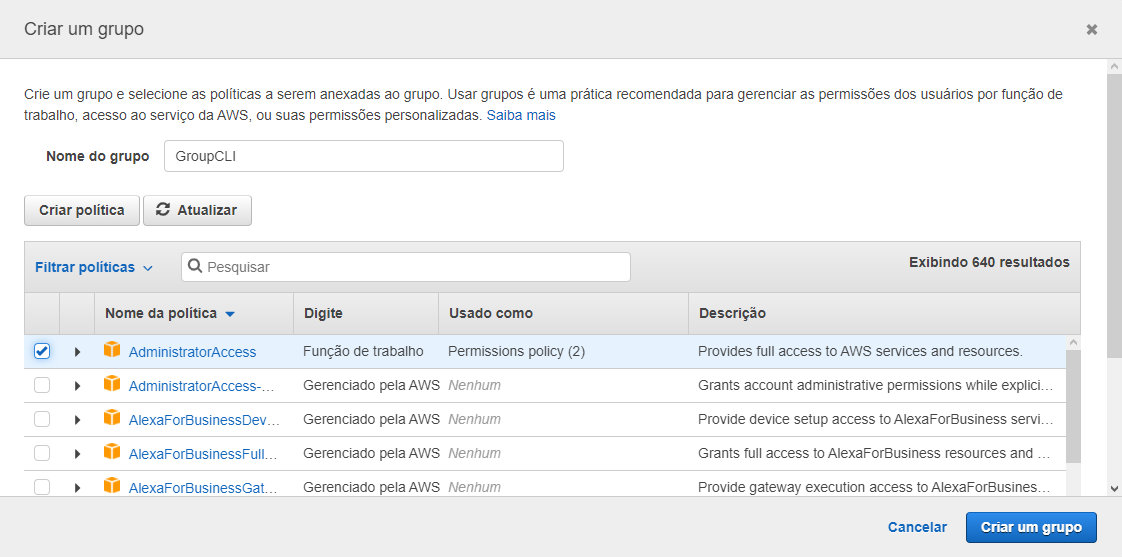 Criar um grupo
Crie um grupo e selecione as políticas a serem anexadas ao grupo. Usar grupos é uma prática recomendada para gerenciar as permissões dos usuários por função de
trabalho, acesso ao serviço da AWS, ou suas permissões personalizadas. Saiba mais
Nome do grupo GroupCLI
Criar política Atualizar
Filtrar políticas Pesquisar Exibindo 640 resultados
Nome da política Digite Usado como Descrição
AdministratorAccess Função de trabalho Permissions policy (2) Provides full access to AWS services and resources.
AdministratorAccess-... Gerenciado pela AWS Nenhum Grants account administrative permissions while explici...
AlexaForBusinessDev... Gerenciado pela AWS Nenhum Provide device setup access to AlexaForBusiness servi...
AlexaForBusinessFull... Gerenciado pela AWS Nenhum Grants full access to AlexaForBusiness resources and ...
AlexaForBusinessGat... Gerenciado pela AWS Nenhum Provide gateway execution access to AlexaForBusines...
Cancelar Criar um grupo